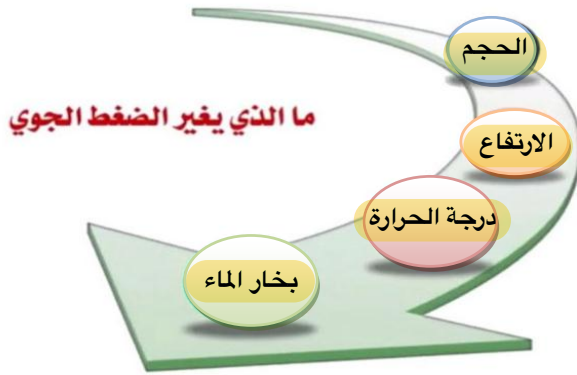 ما الذي يغير الضغط الجوي
الحجم
الارتفاع
درجة الحرارة
بخار الماء